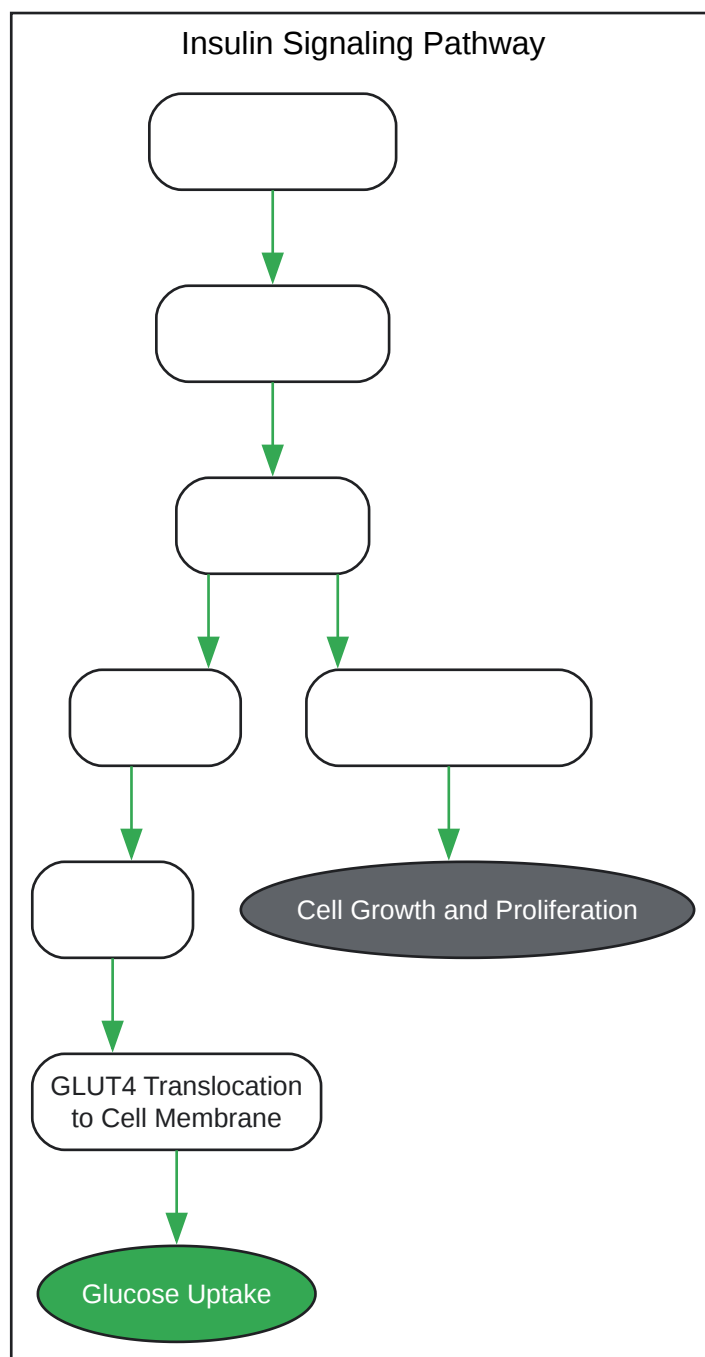 Insulin Signaling Pathway
Cell Growth and Proliferation
GLUT4 Translocation
to Cell Membrane
Glucose Uptake